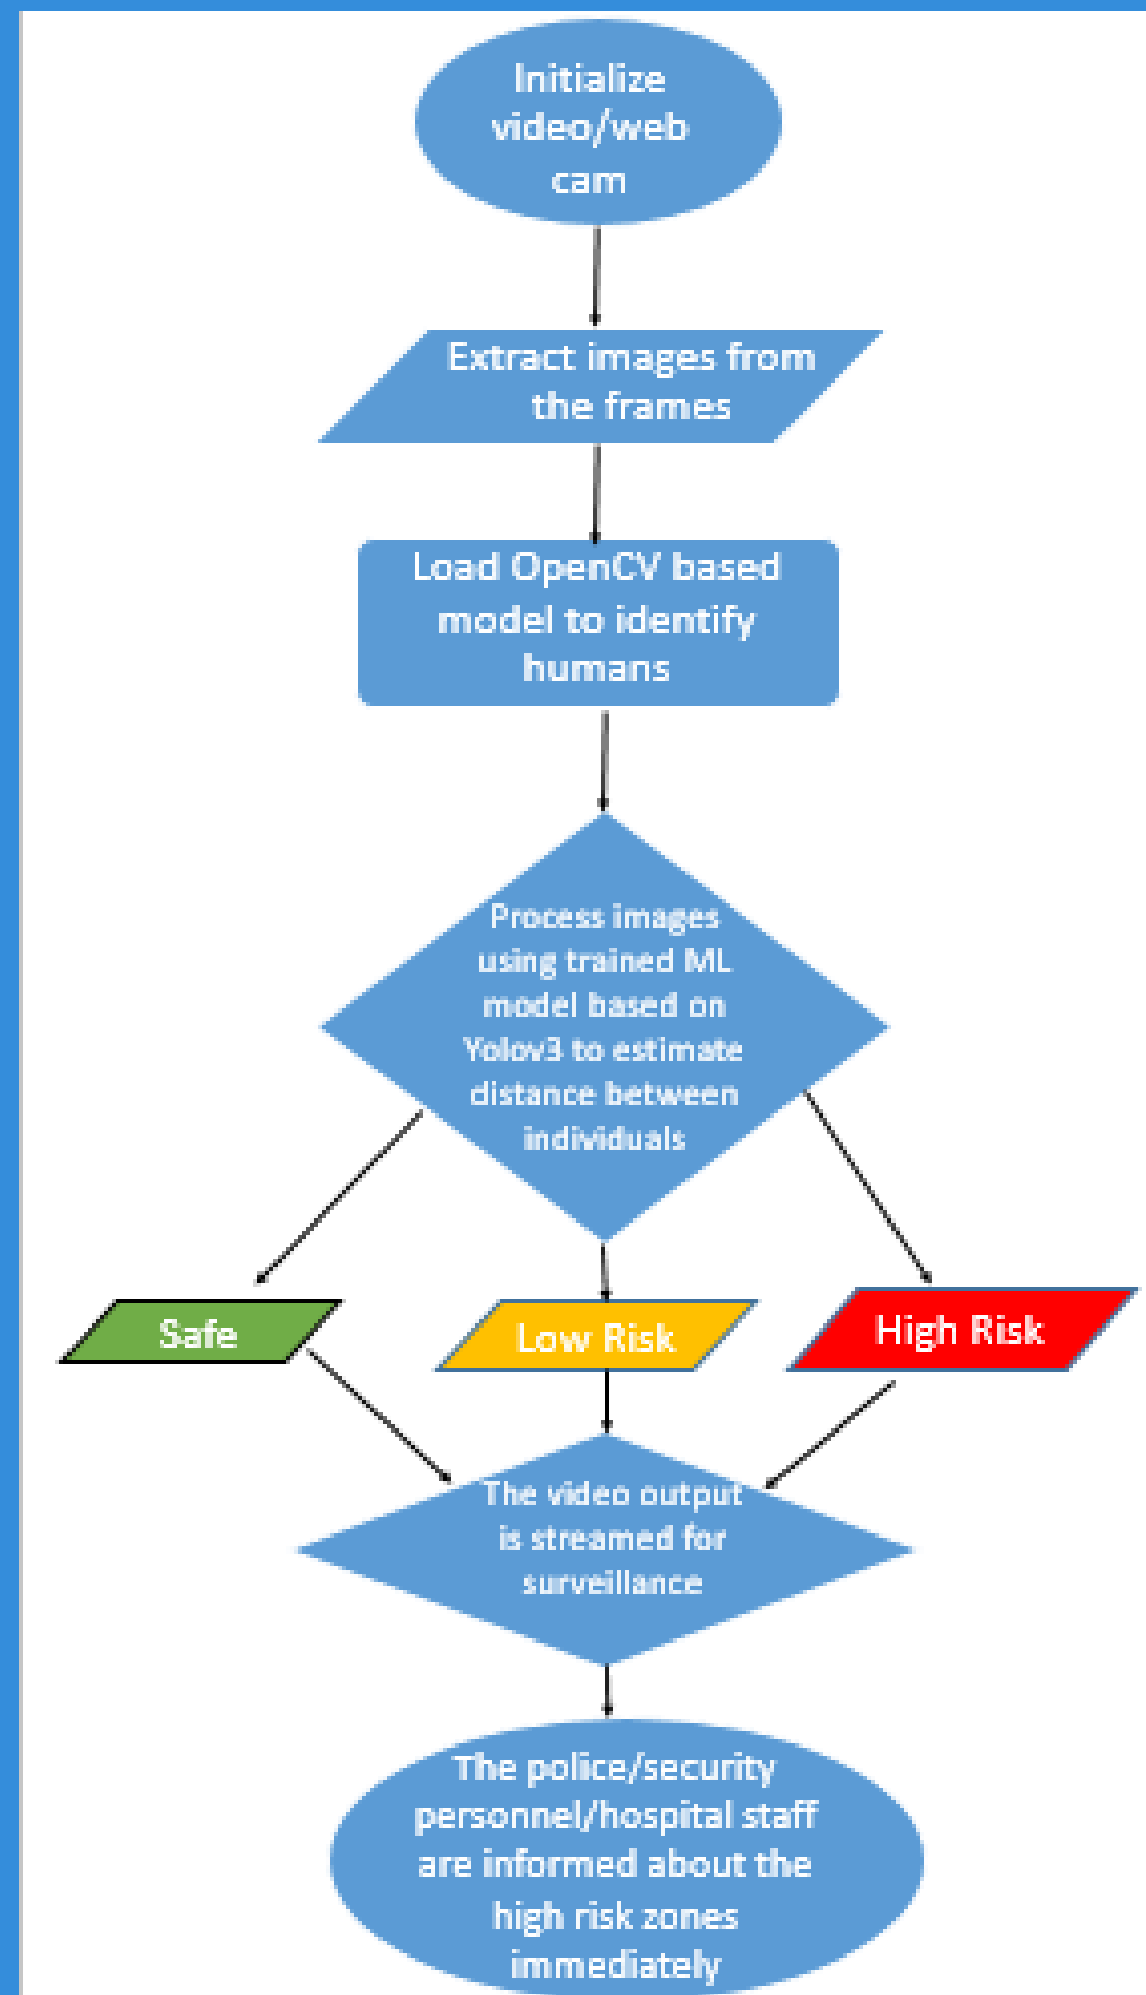 Initialize
video/web
cam
Extract images from
the frames
Load OpenCV based
model to identify
humans
Process images
using trained ML
model based on
Yolov3 to estimate
distance between
individuals
Safe
Low Risk
High Risk
The video output
is streamed for
surveillance
The police/security
personnel/hospital staff
are informed about the
high risk zones
immediately